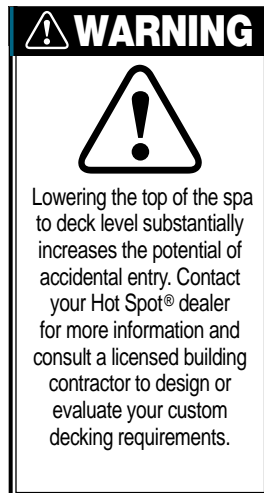 WARNING
Lowering the top of the spa
to deck level substantially
increases the potential of
accidental entry. Contact
your Hot Spot® dealer
for more information and
consult a licensed building
contractor to design or
evaluate your custom
decking requirements.